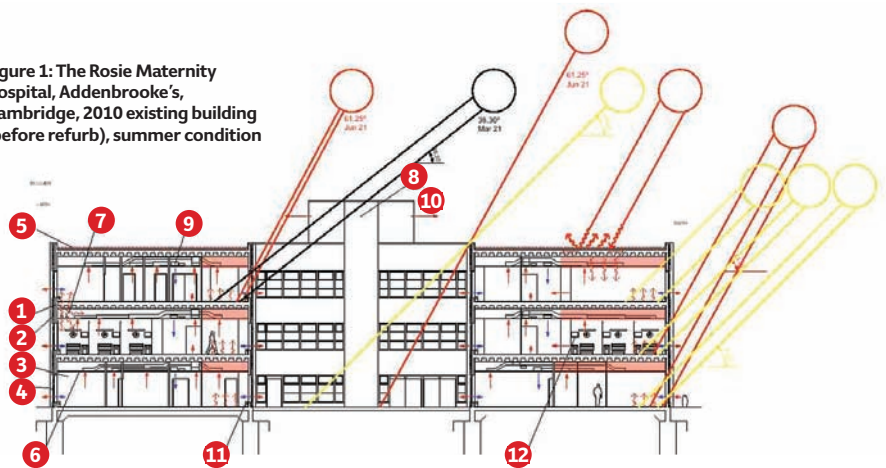 gure 1: The Rosie Maternity
ospital, Addenbrooke's,
ambridge, 2010 existing building
before refurb), summer condition
61.25°
Jun 21
36.30°
Mar 21
61.25°
Jun 21
8
10
7
9
5
1
2
3
4
6
11
12